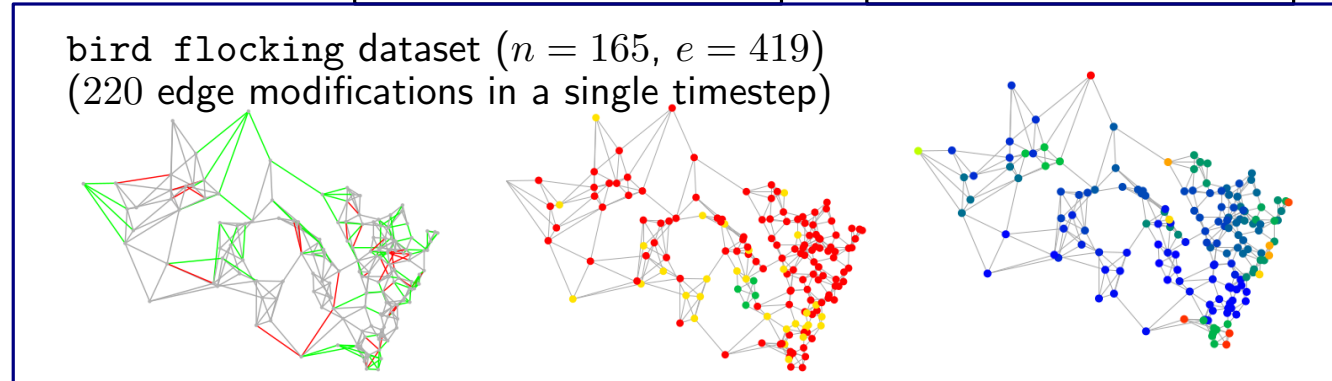 bird flocking dataset (n = 165, e = 419)
(220 edge modifications in a single timestep)